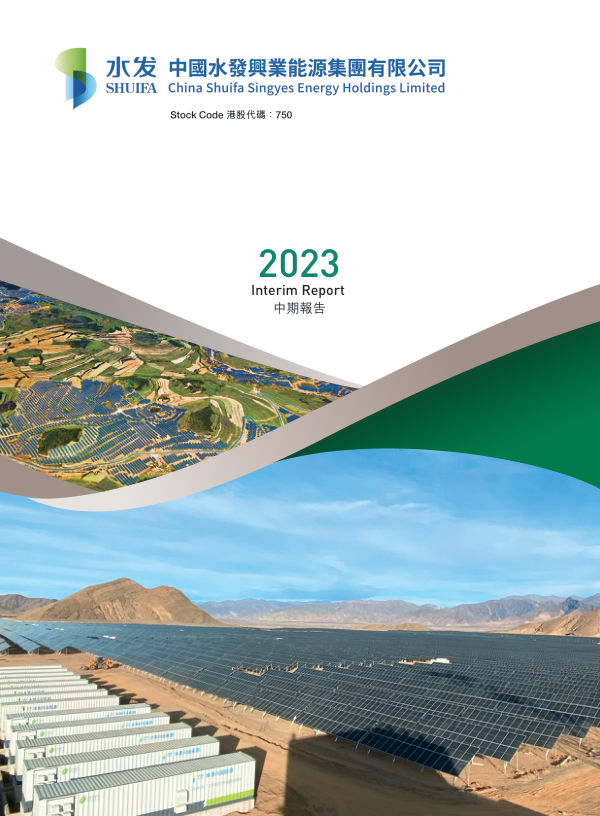 水发
SHUIFA
中國水發興業能源集團有限公司
China Shuifa Singyes Energy Holdings Limited
Stock Code 港股代碼：750
2023
Interim Report
中期報告